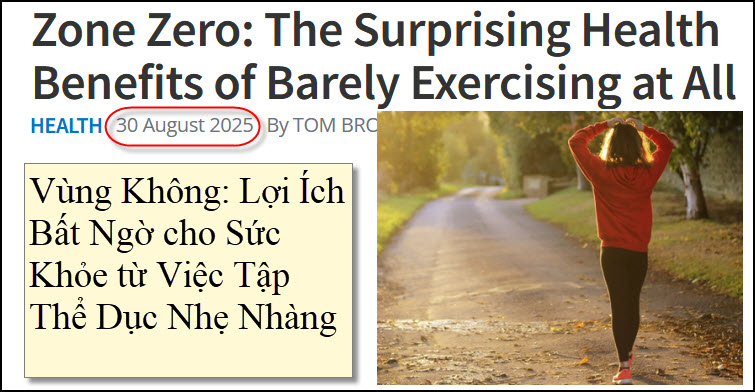 Zone Zero: The Surprising Health
Benefits of Barely Exercising at All
HEALTH 30 August 2025 By TOM BRO
Vùng Không: Lợi Ích
Bất Ngờ cho Sức
Khỏe từ Việc Tập
Thể Dục Nhẹ Nhàng